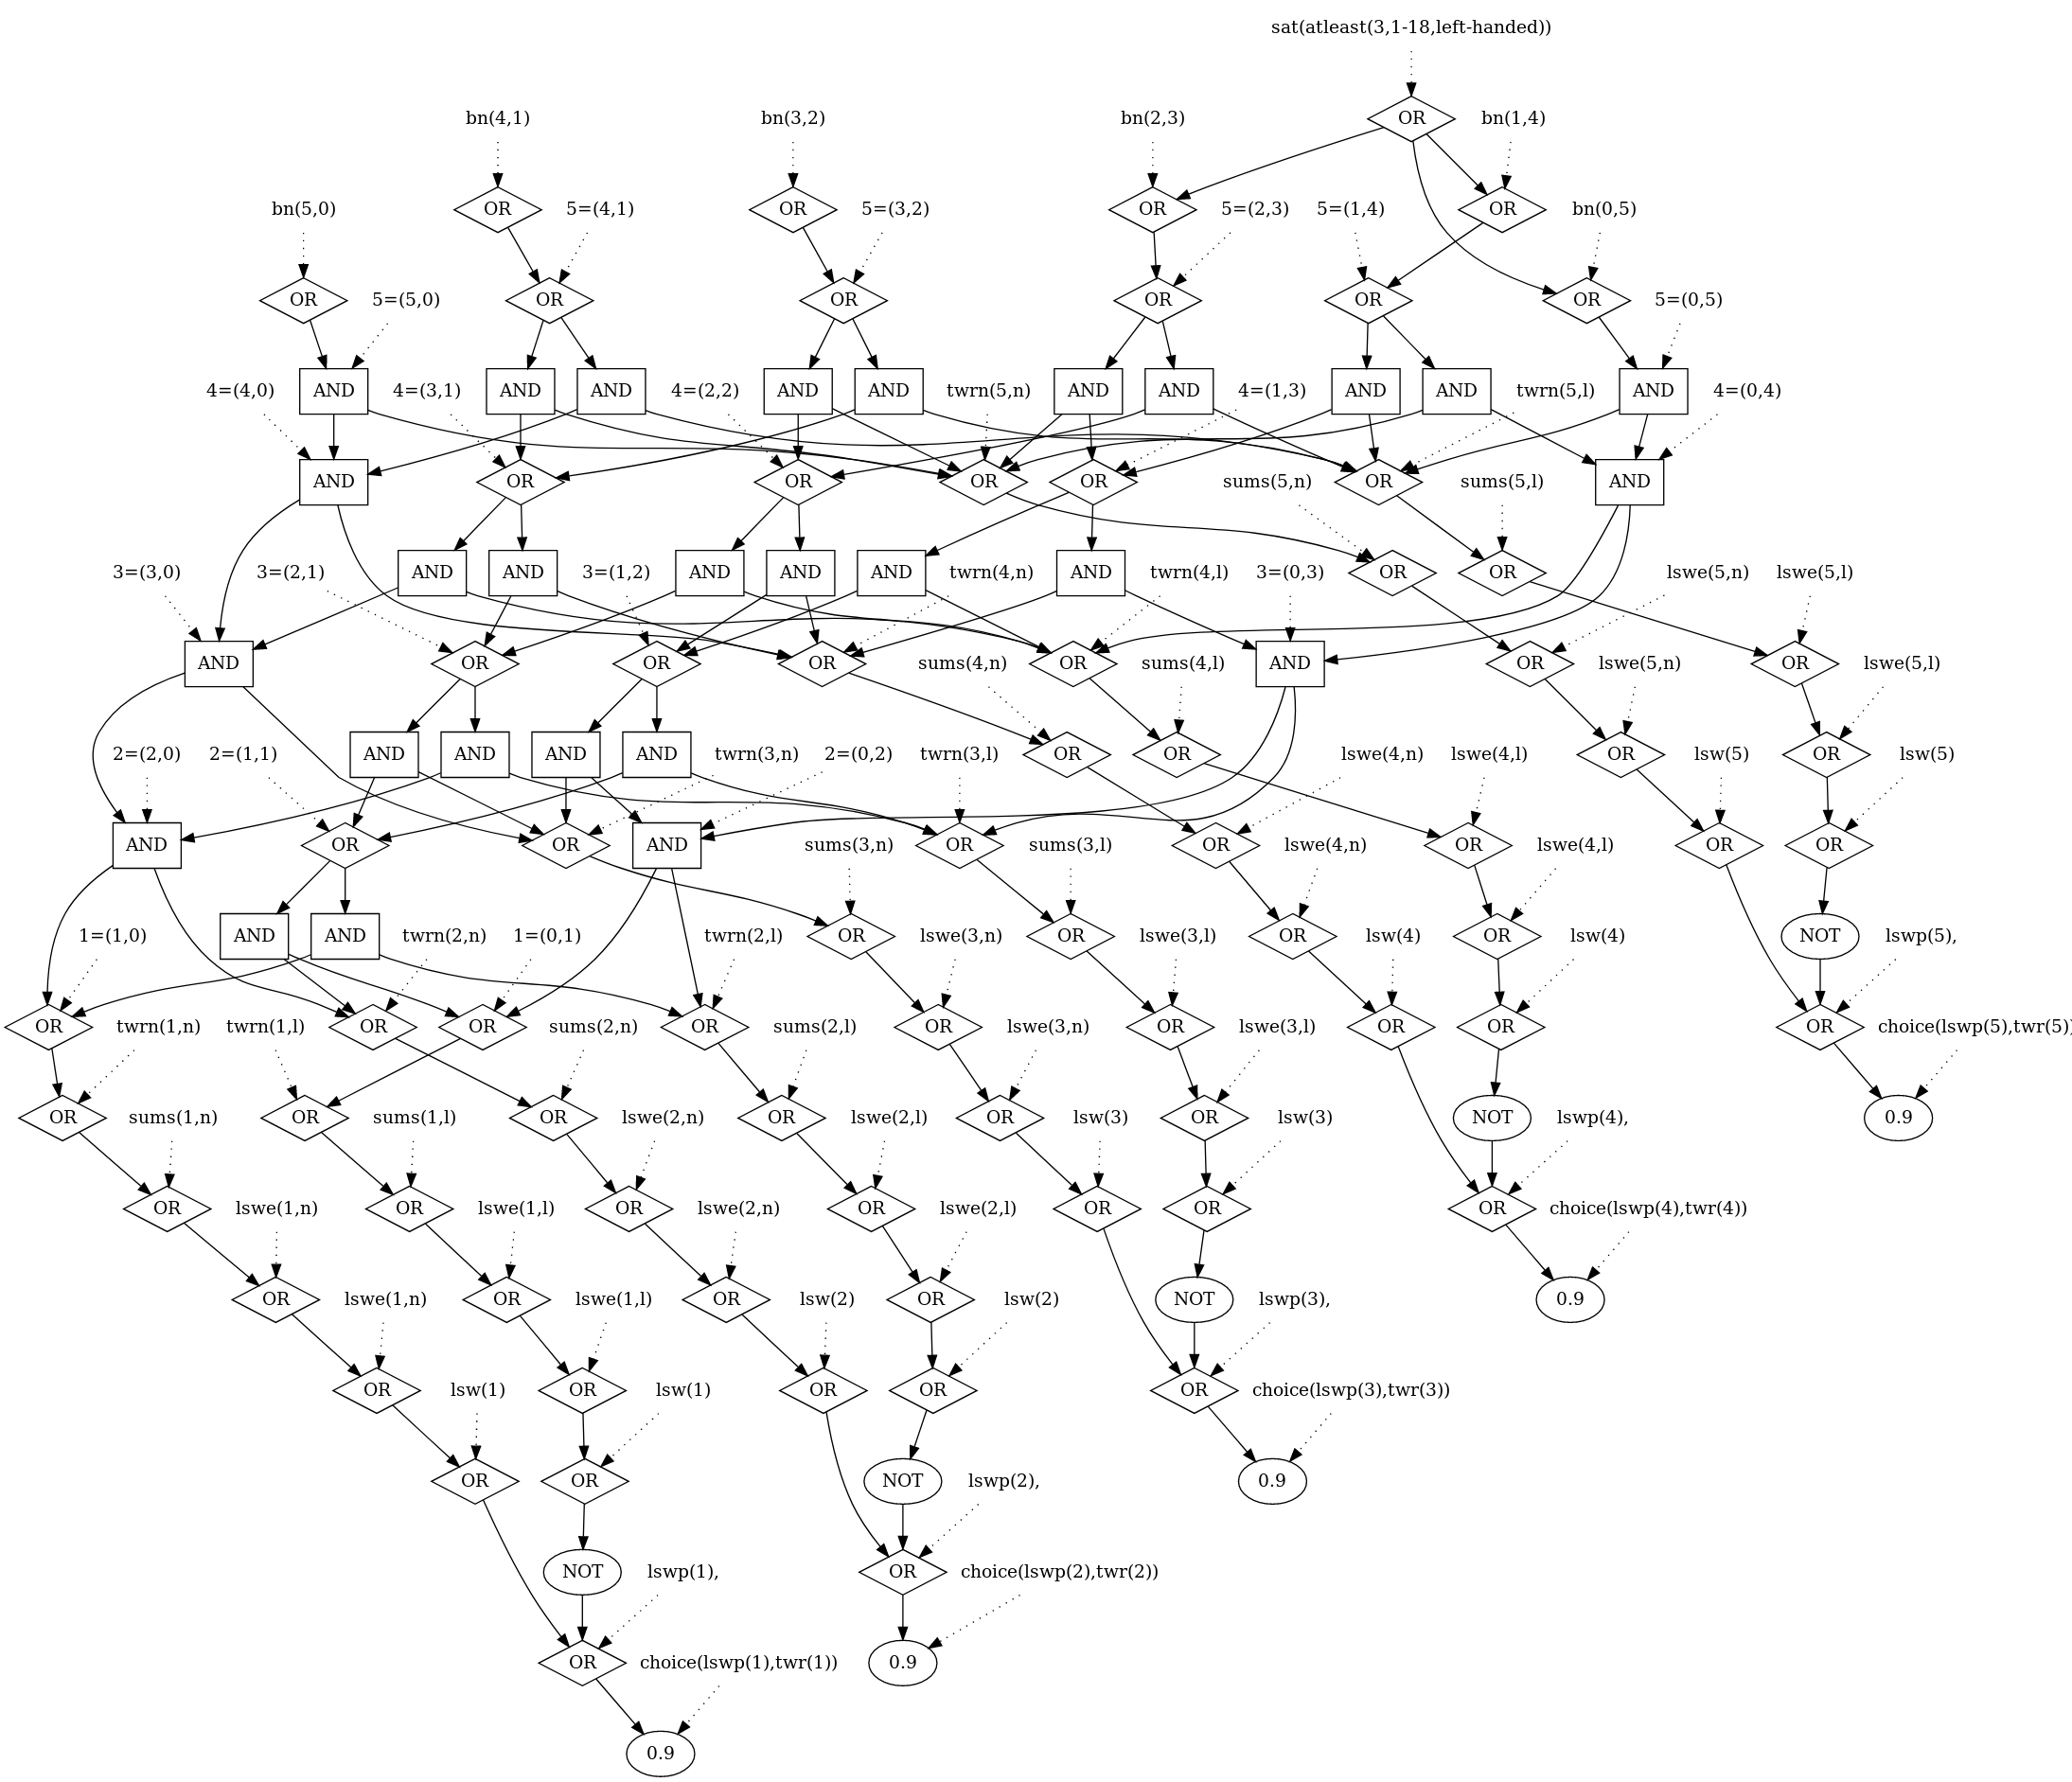 sat(atleast(3,1-18,left-handed))
bn(4,1)
bn(3,2)
bn(2,3)
OR
bn(1,4)
bn(5,0)
OR
5=(4,1)
OR
5=(3,2)
OR
5=(2,3)
5=(1,4)
OR
bn(0,5)
OR
5=(5,0)
OR
OR
OR
OR
OR
5=(0,5)
4=(4,0)
AND
4=(3,1)
AND
AND
4=(2,2)
AND
AND
twrn(5,n)
AND
AND
4=(1,3)
AND
AND
twrn(5,l)
AND
4=(0,4)
AND
OR
OR
OR
OR
sums(5,n)
OR
sums(5,l)
AND
3=(3,0)
3=(2,1)
AND
AND
3=(1,2)
AND
AND
AND
twrn(4,n)
AND
twrn(4,l)
3=(0,3)
OR
OR
lswe(5,n)
lswe(5,l)
AND
OR
OR
OR
sums(4,n)
OR
sums(4,l)
AND
OR
lswe(5,n)
OR
lswe(5,l)
2=(2,0)
2=(1,1)
AND
AND
AND
AND
twrn(3,n)
2=(0,2)
twrn(3,l)
OR
OR
lswe(4,n)
lswe(4,l)
OR
lsw(5)
OR
lsw(5)
AND
OR
OR
AND
sums(3,n)
OR
sums(3,l)
OR
lswe(4,n)
OR
lswe(4,l)
OR
OR
1=(1,0)
AND
AND
twrn(2,n)
1=(0,1)
twrn(2,l)
OR
lswe(3,n)
OR
lswe(3,l)
OR
lsw(4)
OR
lsw(4)
NOT
lswp(5),
OR
twrn(1,n)
twrn(1,l)
OR
OR
sums(2,n)
OR
sums(2,l)
OR
lswe(3,n)
OR
lswe(3,l)
OR
OR
OR
choice(lswp(5),twr(5))
OR
sums(1,n)
OR
sums(1,l)
OR
lswe(2,n)
OR
lswe(2,l)
OR
lsw(3)
OR
lsw(3)
NOT
lswp(4),
0.9
OR
lswe(1,n)
OR
lswe(1,l)
OR
lswe(2,n)
OR
lswe(2,l)
OR
OR
OR
choice(lswp(4),twr(4))
OR
lswe(1,n)
OR
lswe(1,l)
OR
lsw(2)
OR
lsw(2)
NOT
lswp(3),
0.9
OR
lsw(1)
OR
lsw(1)
OR
OR
OR
choice(lswp(3),twr(3))
OR
OR
NOT
lswp(2),
0.9
NOT
lswp(1),
OR
choice(lswp(2),twr(2))
OR
choice(lswp(1),twr(1))
0.9
0.9